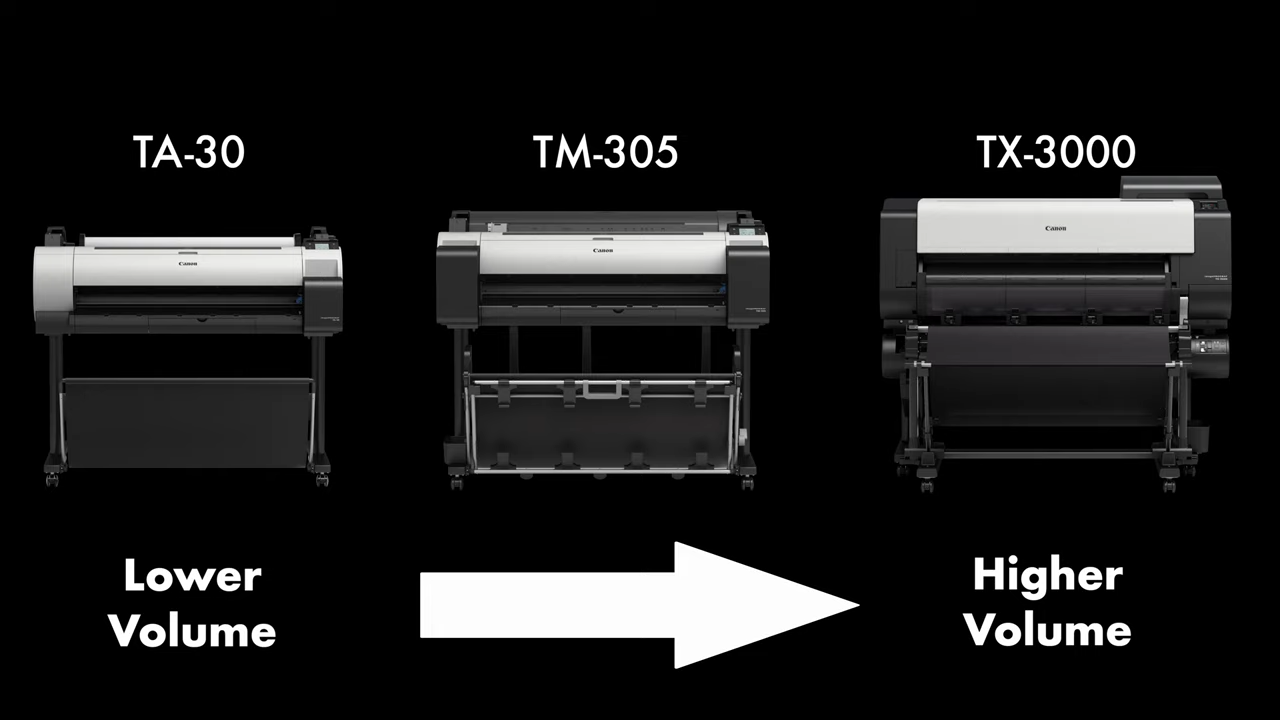 TA-30
TM-305
TX-3000
Canon
Canon
Canon
Lower
Volume
Higher
Volume